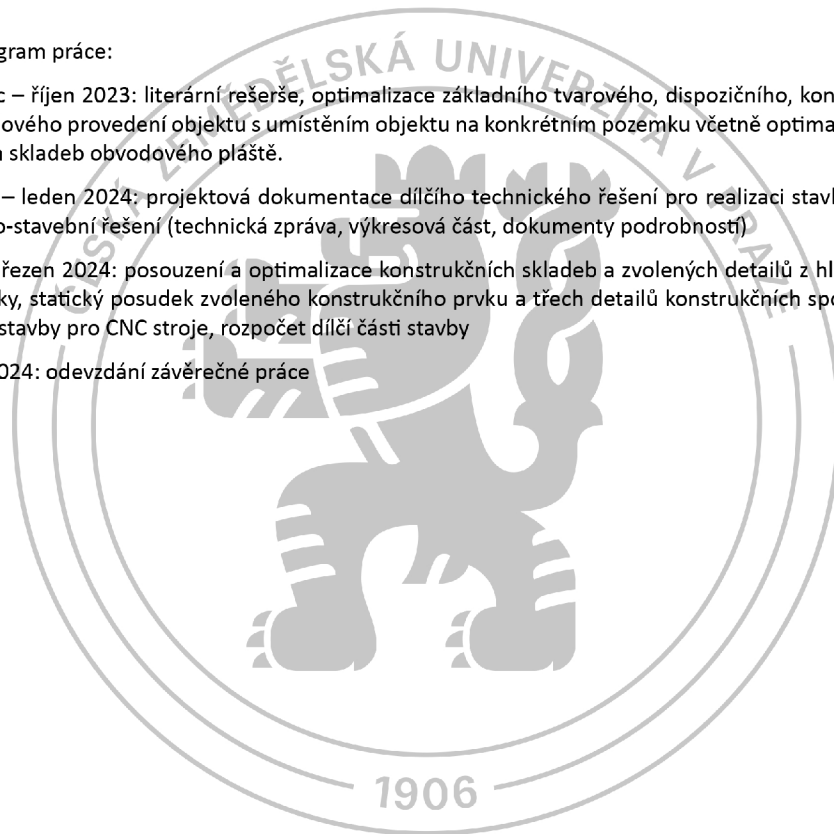 gram práce:
c – říjen 2023: literární rešerše, optimalizace základního tvarového, dispozičního, kon
ového provedení objektu s umístěním objektu na konkrétním pozemku včetně optima
skladeb obvodového pláště.
– leden 2024: projektová dokumentace dílčího technického řešení pro realizaci stavb
o-stavební řešení (technická zpráva, výkresová část, dokumenty podrobností)
řezen 2024: posouzení a optimalizace konstrukčních skladeb a zvolených detailů z hl
ky, statický posudek zvoleného konstrukčního prvku a třech detailů konstrukčních spo
stavby pro CNC stroje, rozpočet dílčí části stavby
024: odevzdání závěrečné práce
ČESKÁ ZEMĚDĚLSKÁ UNIVERZITA V PRAZE
1906